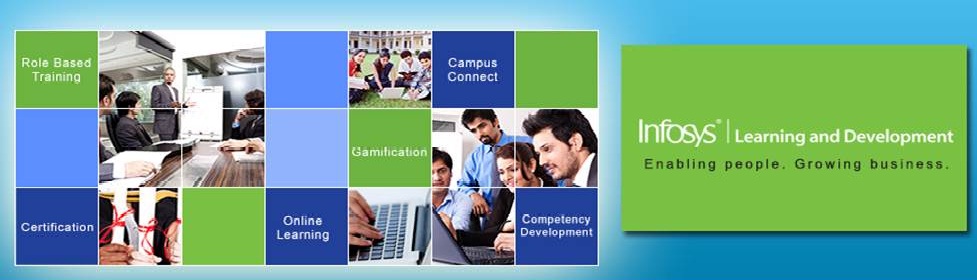 Role Based
Training
Campus
Connect
Gamification
Certification
Online
Learning
Competency
Development
Infosys® | Learning and Development
Enabling people. Growing business.